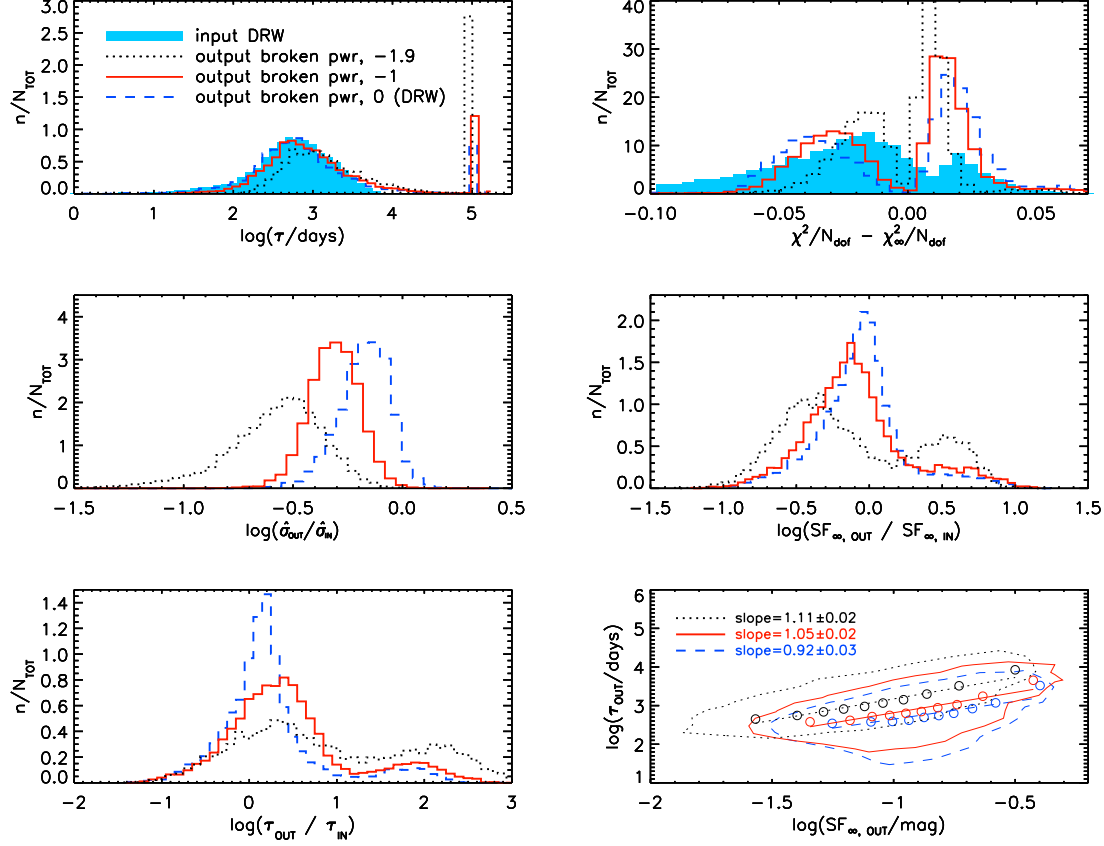 3.0
2.5
2.0
1.5
1.0
0.5
0.0
n/N_TOT
input DRW
output broken pwr, −1.9
output broken pwr, −1
output broken pwr, 0 (DRW)
0 1 2 3 4 5
log(τ/days)
40
30
20
10
0
n/N_TOT
−0.10 −0.05 0.00 0.05
χ²/N_dof − χ²_∞/N_dof
4
3
2
1
0
n/N_TOT
−1.5 −1.0 −0.5 0.0 0.5
log(σ̂_OUT/σ̂_IN)
2.0
1.5
1.0
0.5
0.0
n/N_TOT
−1.5 −1.0 −0.5 0.0 0.5 1.0 1.5
log(SF_∞, OUT / SF_∞, IN)
1.4
1.2
1.0
0.8
0.6
0.4
0.2
0.0
n/N_TOT
−2 −1 0 1 2 3
log(τ_OUT / τ_IN)
6
5
4
3
2
1
log(τ_OUT/days)
slope=1.11±0.02
slope=1.05±0.02
slope=0.92±0.03
−2 −1.5 −1 −0.5
log(SF_∞, OUT/mag)